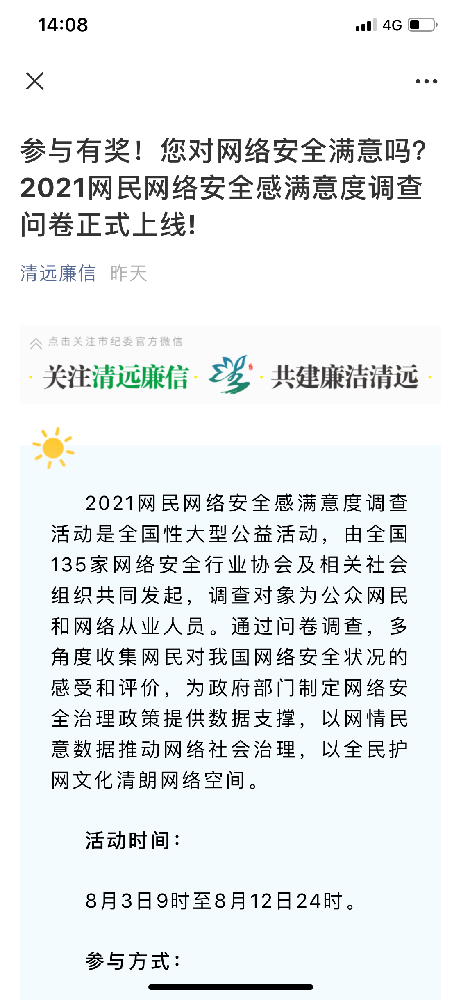 14:08
4G
参与有奖！您对网络安全满意吗?
2021网民网络安全感满意度调查
问卷正式上线!
清远廉信 昨天
点击关注市纪委官方微信
关注清远廉信 共建廉洁清远
2021网民网络安全感满意度调查
活动是全国性大型公益活动，由全国
135家网络安全行业协会及相关社会
组织共同发起，调查对象为公众网民
和网络从业人员。通过问卷调查，多
角度收集网民对我国网络安全状况的
感受和评价，为政府部门制定网络安
全治理政策提供数据支撑，以网情民
意数据推动网络社会治理，以全民护
网文化清朗网络空间。
活动时间：
8月3日9时至8月12日24时。
参与方式：